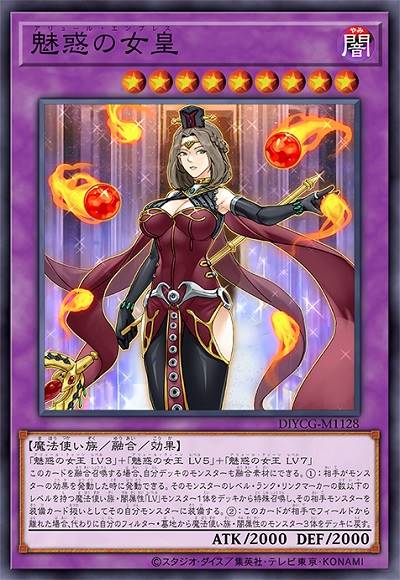 アリュール・エンプレス
魅惑の女皇
やみ
闇
DIYCG-M1128
【魔法使い族／融合／効果】
「魅惑の女王 LV3」＋「魅惑の女王 LV5」＋「魅惑の女王 LV7」
このカードを融合召喚する場合、自分デッキのモンスターも融合素材にできる。①：相手がモンス
ターの効果を発動した時に発動できる。そのモンスターのレベル・ランク・リンクマーカーの数以下の
レベルを持つ魔法使い族・闇属性「LV」モンスター1体をデッキから特殊召喚し、その相手モンスターを
装備カード扱いとしてその自分モンスターに装備する。②：このカードが相手によってフィールドから
離れた場合、代わりに自分のフィルター・墓地から魔法使い族・闇属性のモンスター3体をデッキに戻す。
ATK/2000 DEF/2000
©スタジオ・ダイス/集英社・テレビ東京・KONAMI